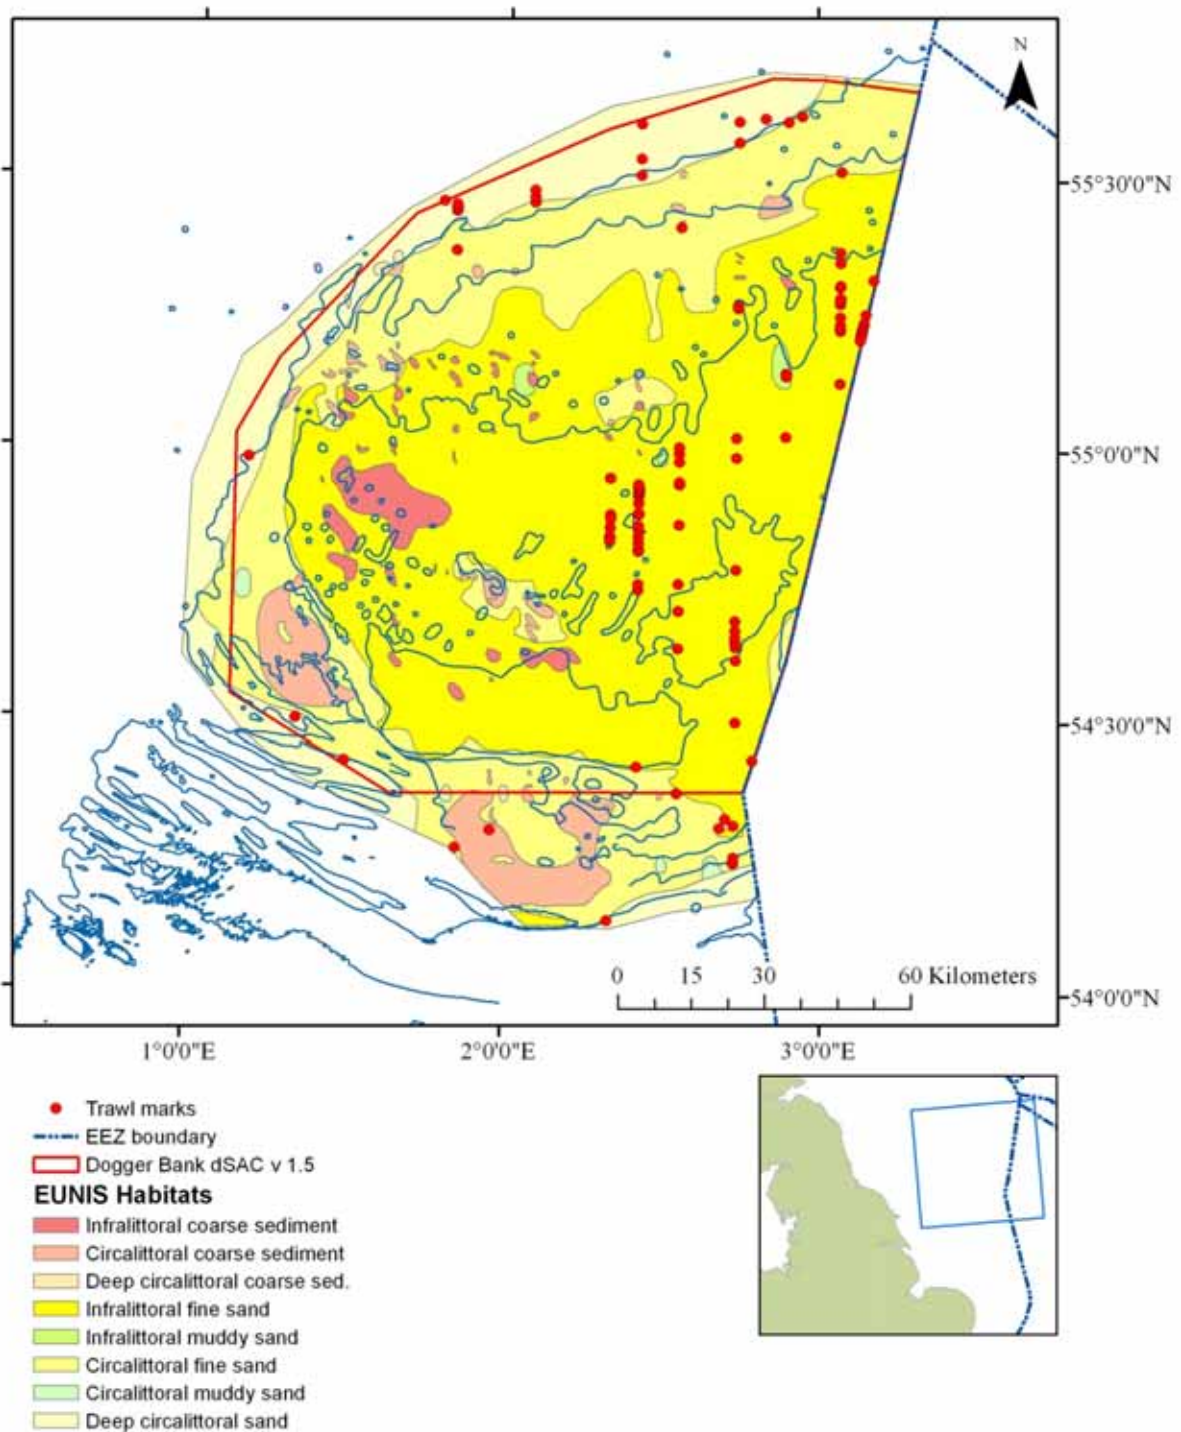 N
55°30'0"N
55°0'0"N
54°30'0"N
54°0'0"N
0 15 30 60 Kilometers
1°0'0"E 2°0'0"E 3°0'0"E
Trawl marks
EEZ boundary
Dogger Bank dSAC v 1.5
EUNIS Habitats
Infralittoral coarse sediment
Circalittoral coarse sediment
Deep circalittoral coarse sed.
Infralittoral fine sand
Infralittoral muddy sand
Circalittoral fine sand
Circalittoral muddy sand
Deep circalittoral sand